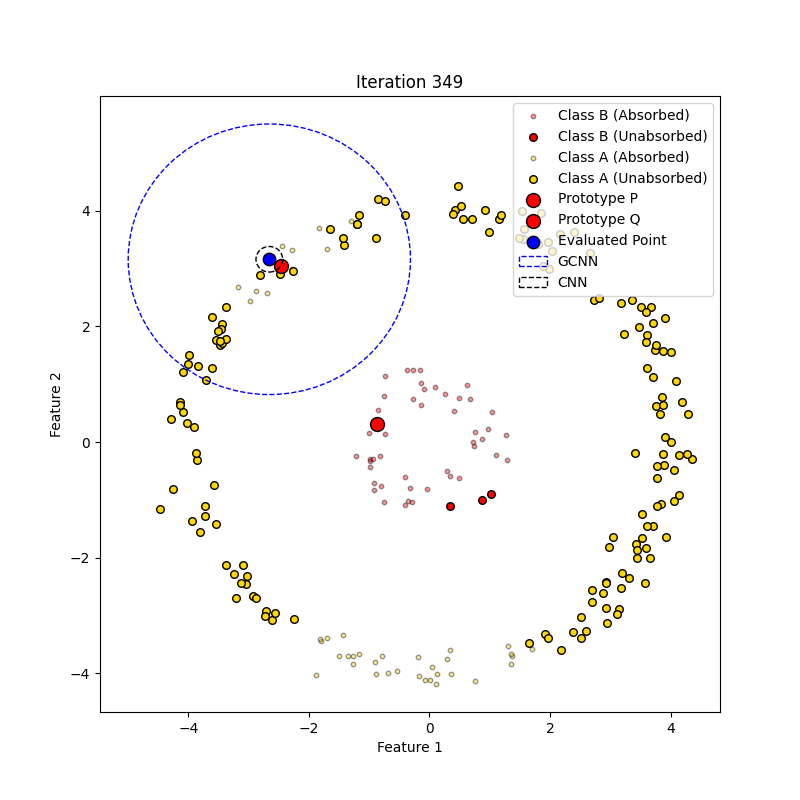 Iteration 349
Class B (Absorbed)
Class B (Unabsorbed)
Class A (Absorbed)
Class A (Unabsorbed)
Prototype P
Prototype Q
Evaluated Point
GCNN
CNN
4
2
0
−2
−4
Feature 2
−4 −2 0 2 4
Feature 1